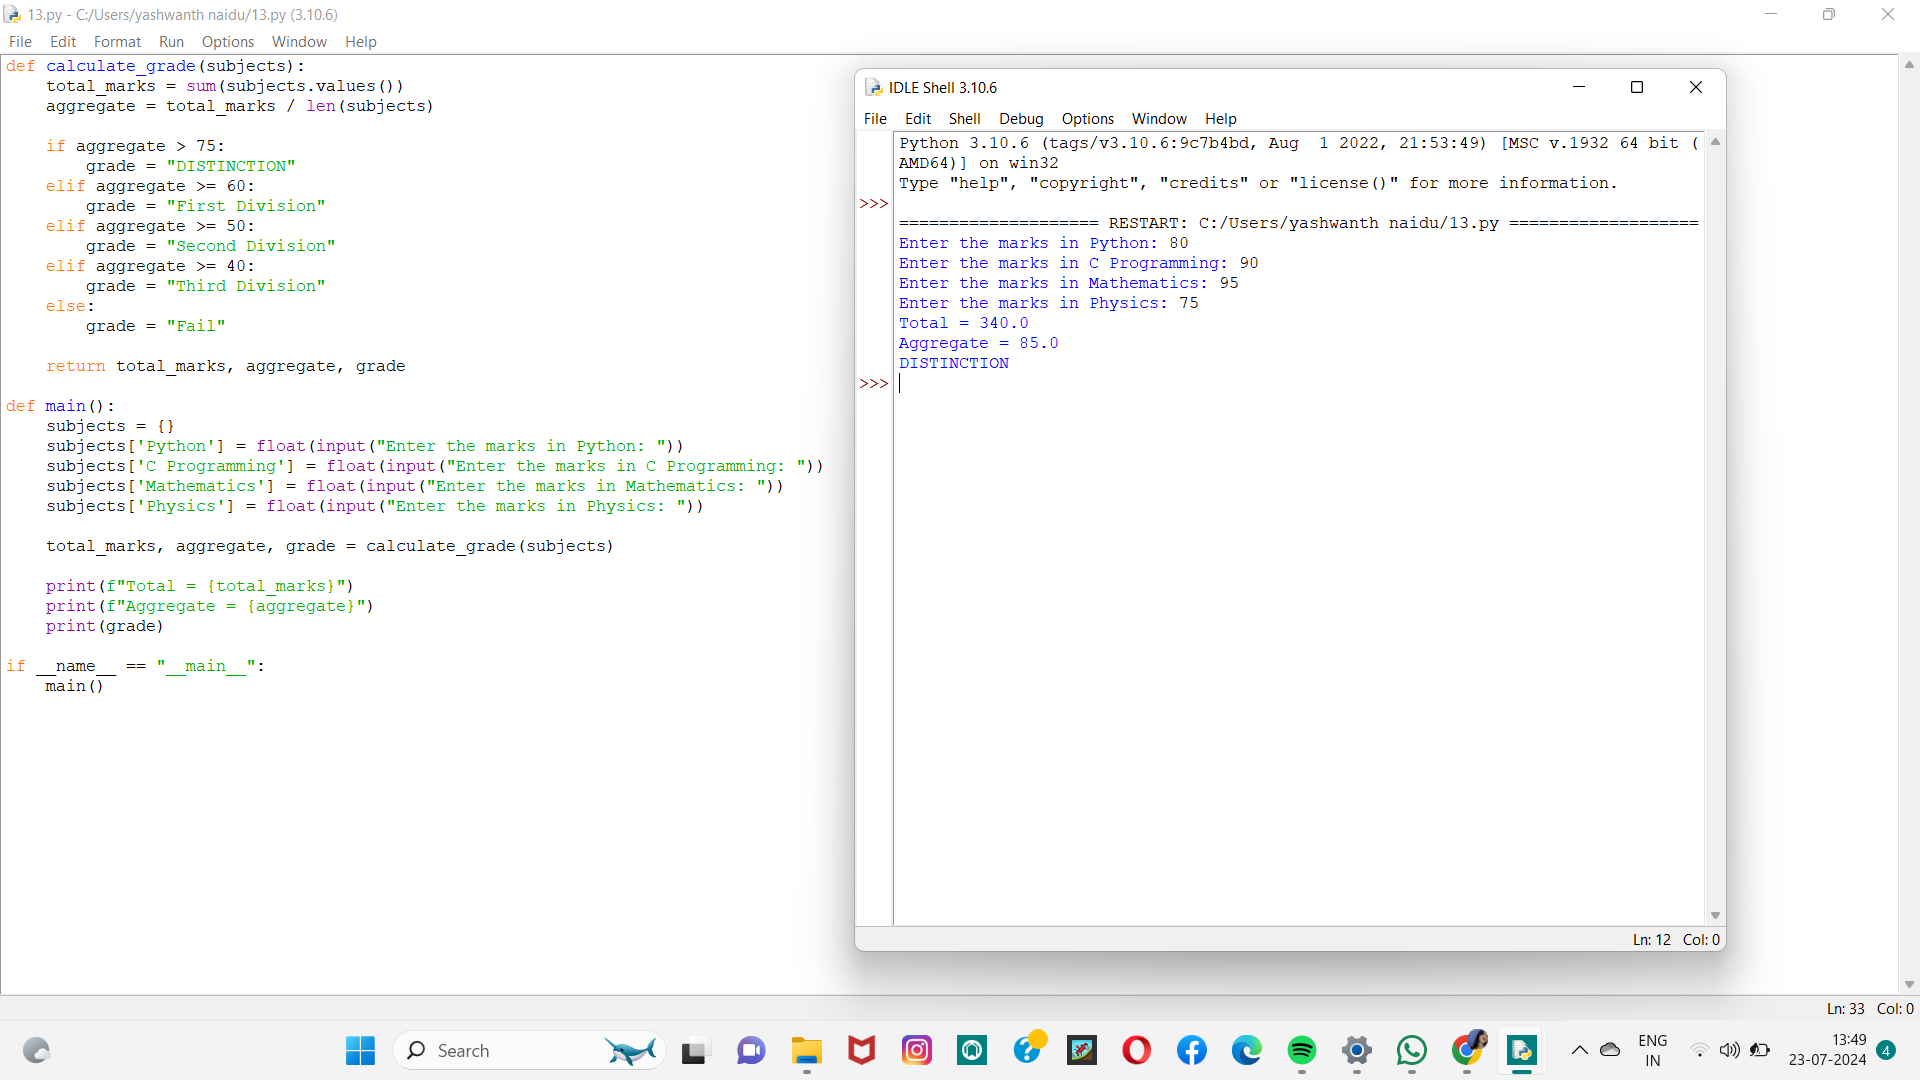 13.py - C:/Users/yashwanth naidu/13.py (3.10.6)
File Edit Format Run Options Window Help
def calculate_grade(subjects):
    total_marks = sum(subjects.values())
    aggregate = total_marks / len(subjects)

    if aggregate > 75:
        grade = "DISTINCTION"
    elif aggregate >= 60:
        grade = "First Division"
    elif aggregate >= 50:
        grade = "Second Division"
    elif aggregate >= 40:
        grade = "Third Division"
    else:
        grade = "Fail"

    return total_marks, aggregate, grade

def main():
    subjects = {}
    subjects['Python'] = float(input("Enter the marks in Python: "))
    subjects['C Programming'] = float(input("Enter the marks in C Programming: "))
    subjects['Mathematics'] = float(input("Enter the marks in Mathematics: "))
    subjects['Physics'] = float(input("Enter the marks in Physics: "))

    total_marks, aggregate, grade = calculate_grade(subjects)

    print(f"Total = {total_marks}")
    print(f"Aggregate = {aggregate}")
    print(grade)

if __name__ == "__main__":
    main()
IDLE Shell 3.10.6
File Edit Shell Debug Options Window Help
Python 3.10.6 (tags/v3.10.6:9c7b4bd, Aug  1 2022, 21:53:49) [MSC v.1932 64 bit (
AMD64)] on win32
Type "help", "copyright", "credits" or "license()" for more information.
>>>
==================== RESTART: C:/Users/yashwanth naidu/13.py ===================
Enter the marks in Python: 80
Enter the marks in C Programming: 90
Enter the marks in Mathematics: 95
Enter the marks in Physics: 75
Total = 340.0
Aggregate = 85.0
DISTINCTION
>>>
Ln: 12 Col: 0
Ln: 33 Col: 0
Search
ENG
IN
13:49
23-07-2024
4